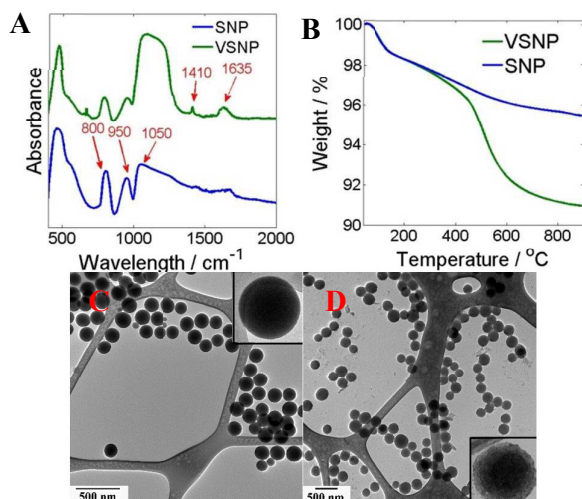 A
SNP
VSNP
1410
1635
800
950
1050
Absorbance
500
1000
1500
2000
Wavelength / cm⁻¹
B
100
98
96
94
92
90
VSNP
SNP
Weight / %
200
400
600
800
Temperature / °C
C
500 nm
D
500 nm